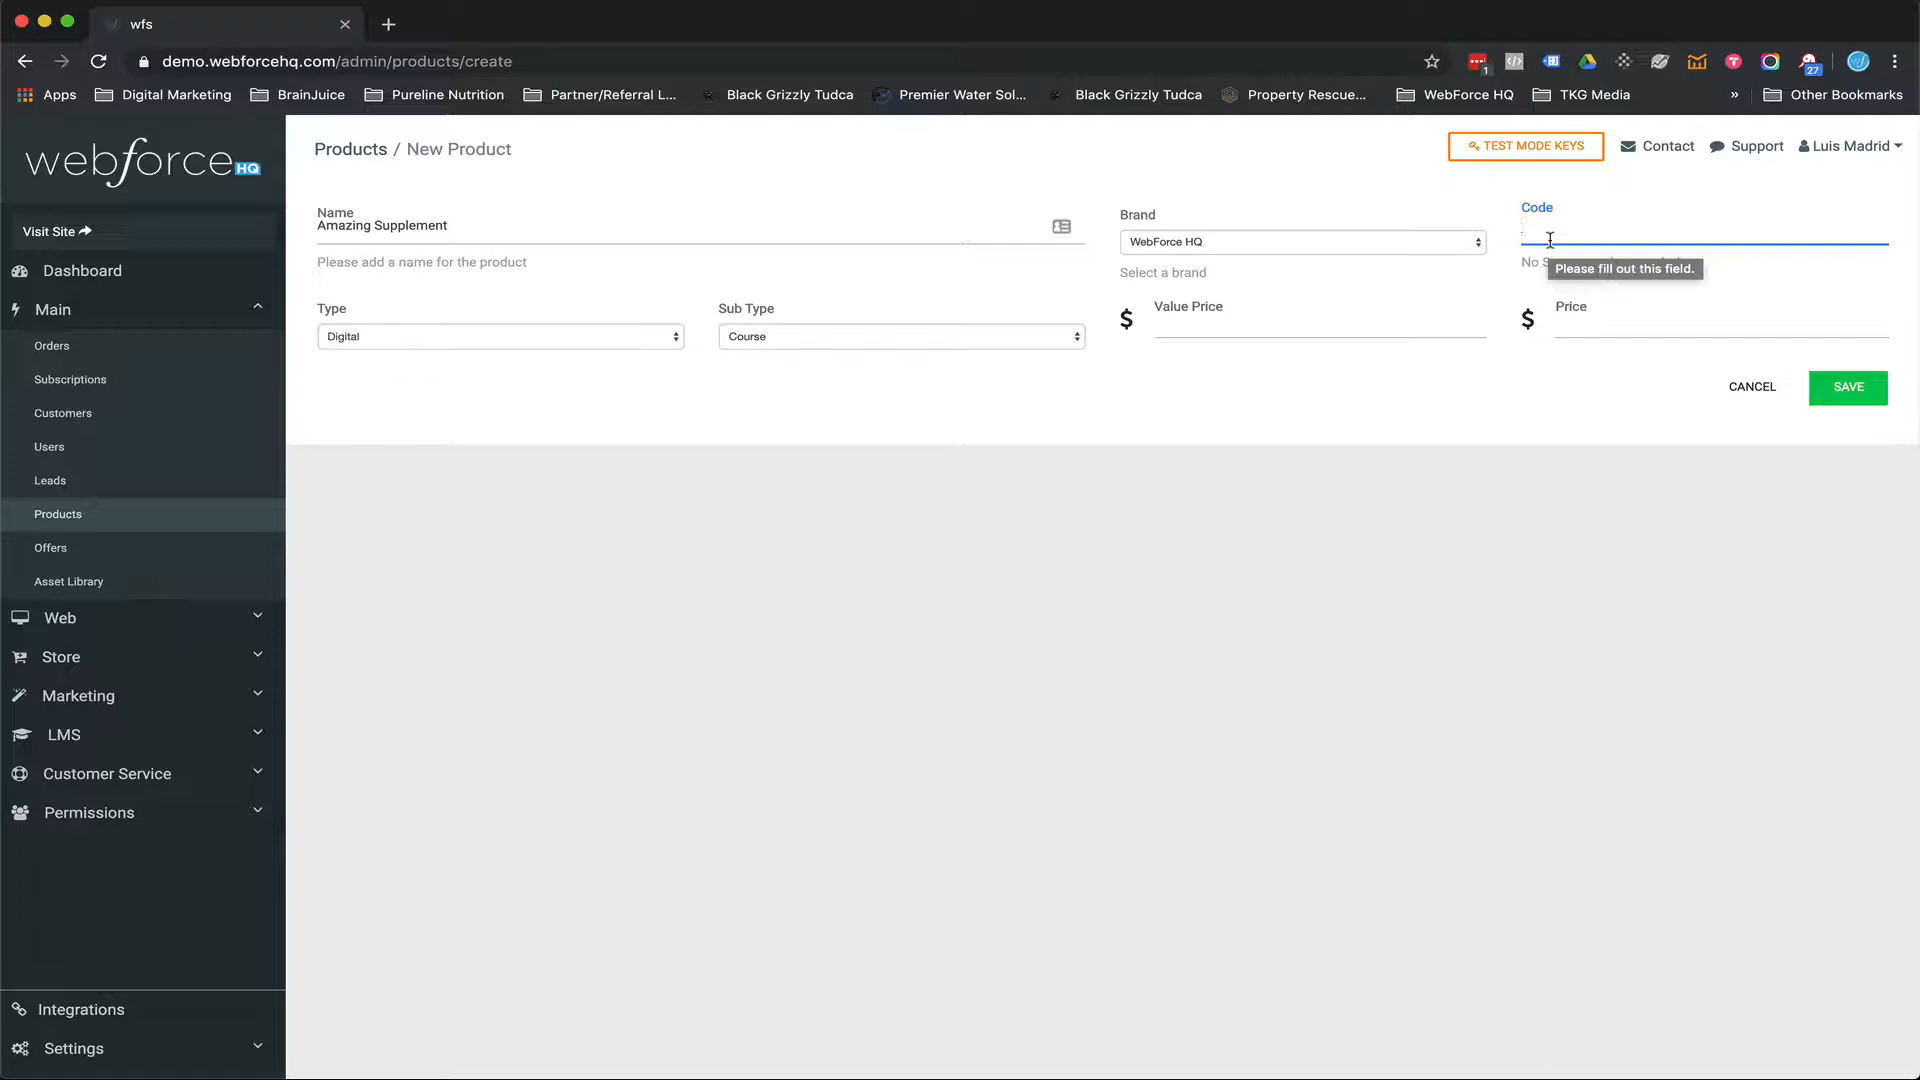 wfs
demo.webforcehq.com/admin/products/create
1
27
Apps
Digital Marketing
BrainJuice
Pureline Nutrition
Partner/Referral L...
Black Grizzly Tudca
Premier Water Sol...
Black Grizzly Tudca
Property Rescue...
WebForce HQ
TKG Media
»
Other Bookmarks
webforce HQ
Products / New Product
TEST MODE KEYS
Contact
Support
Luis Madrid
Visit Site
Dashboard
Main
Orders
Subscriptions
Customers
Users
Leads
Products
Offers
Asset Library
Web
Store
Marketing
LMS
Customer Service
Permissions
Integrations
Settings
Name
Amazing Supplement
Please add a name for the product
Brand
WebForce HQ
Select a brand
Code
No
Please fill out this field.
Type
Digital
Sub Type
Course
$ Value Price
$ Price
CANCEL
SAVE